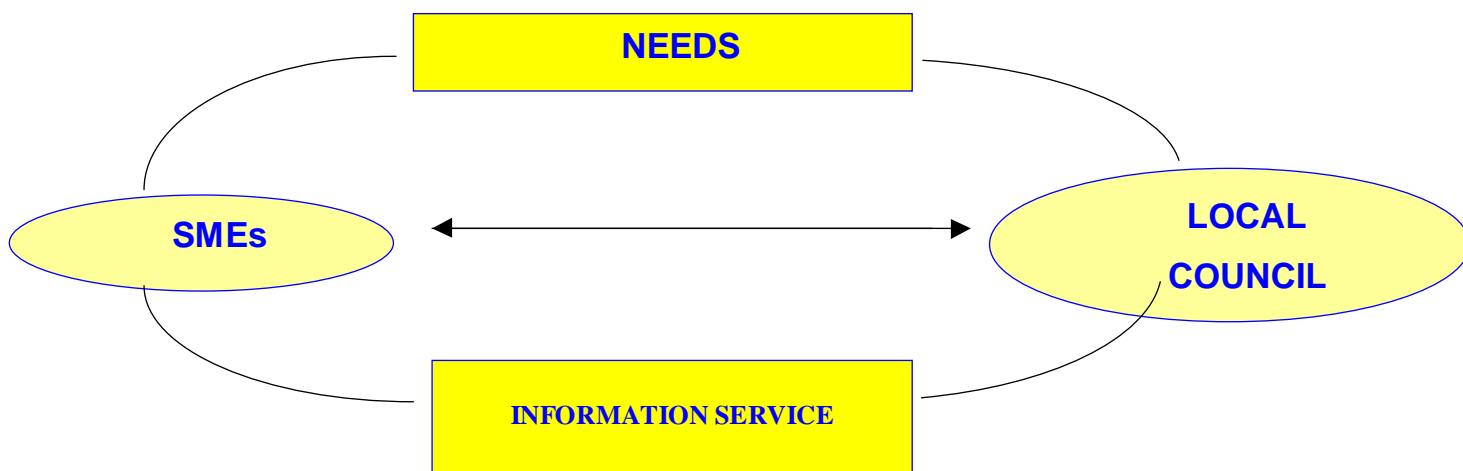 NEEDS
SMEs
LOCAL
COUNCIL
INFORMATION SERVICE